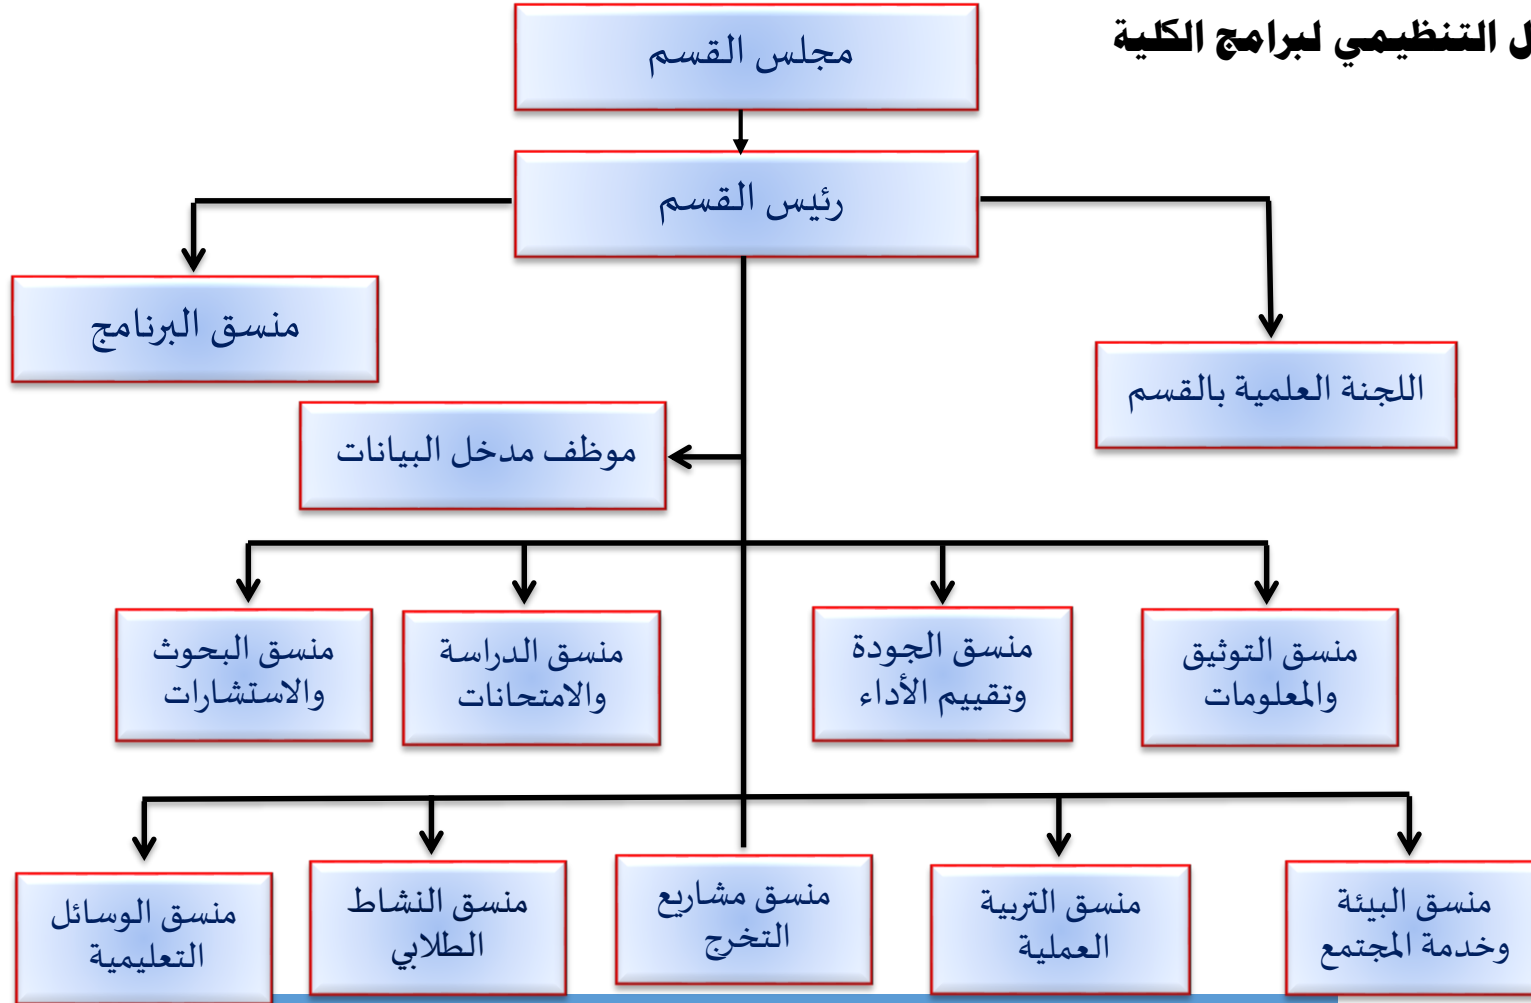 ل التنظيمي لبرامج الكلية
مجلس القسم
رئيس القسم
منسق البرنامج
اللجنة العلمية بالقسم
موظف مدخل البيانات
منسق التوثيق
والمعلومات
منسق الجودة
وتقييم الأداء
منسق الدراسة
والامتحانات
منسق البحوث
والاستشارات
منسق البيئة
وخدمة المجتمع
منسق التربية
العملية
منسق مشاريع
التخرج
منسق النشاط
الطلابي
منسق الوسائل
التعليمية